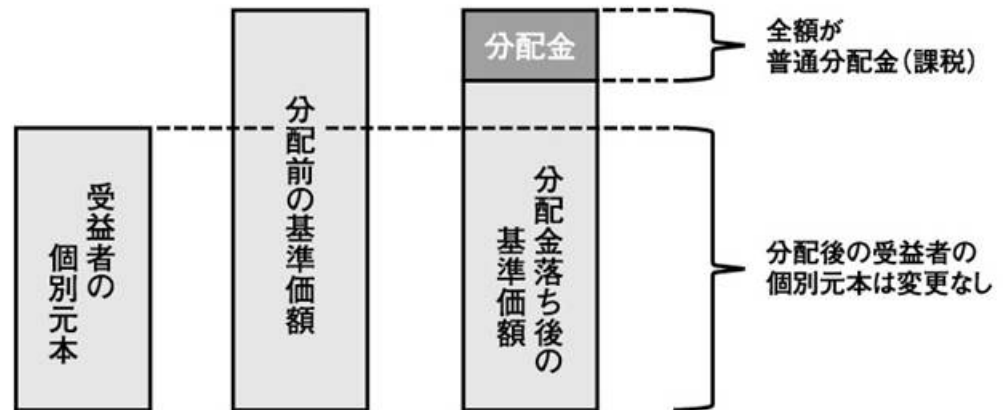 受益者の
個別元本
分配前の基準価額
分配金
分配金落ち後の
基準価額
全額が
普通分配金(課税)
分配後の受益者の
個別元本は変更なし